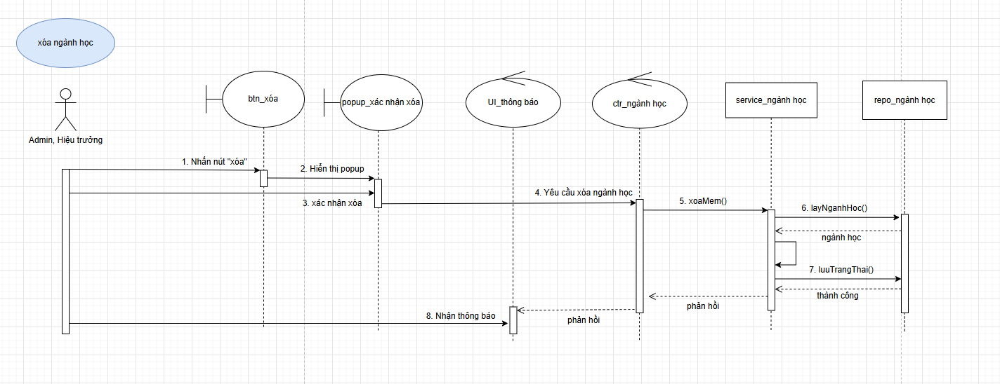 xóa ngành học
btn_xóa
popup_xác nhận xóa
UI_thông báo
ctr_ngành học
service_ngành học
repo_ngành học
Admin, Hiệu trưởng
1. Nhấn nút "xóa"
2. Hiển thị popup
3. xác nhận xóa
4. Yêu cầu xóa ngành học
5. xoaMem()
6. layNganhHoc()
ngành học
7. luuTrangThai()
thành công
phản hồi
phản hồi
8. Nhận thông báo